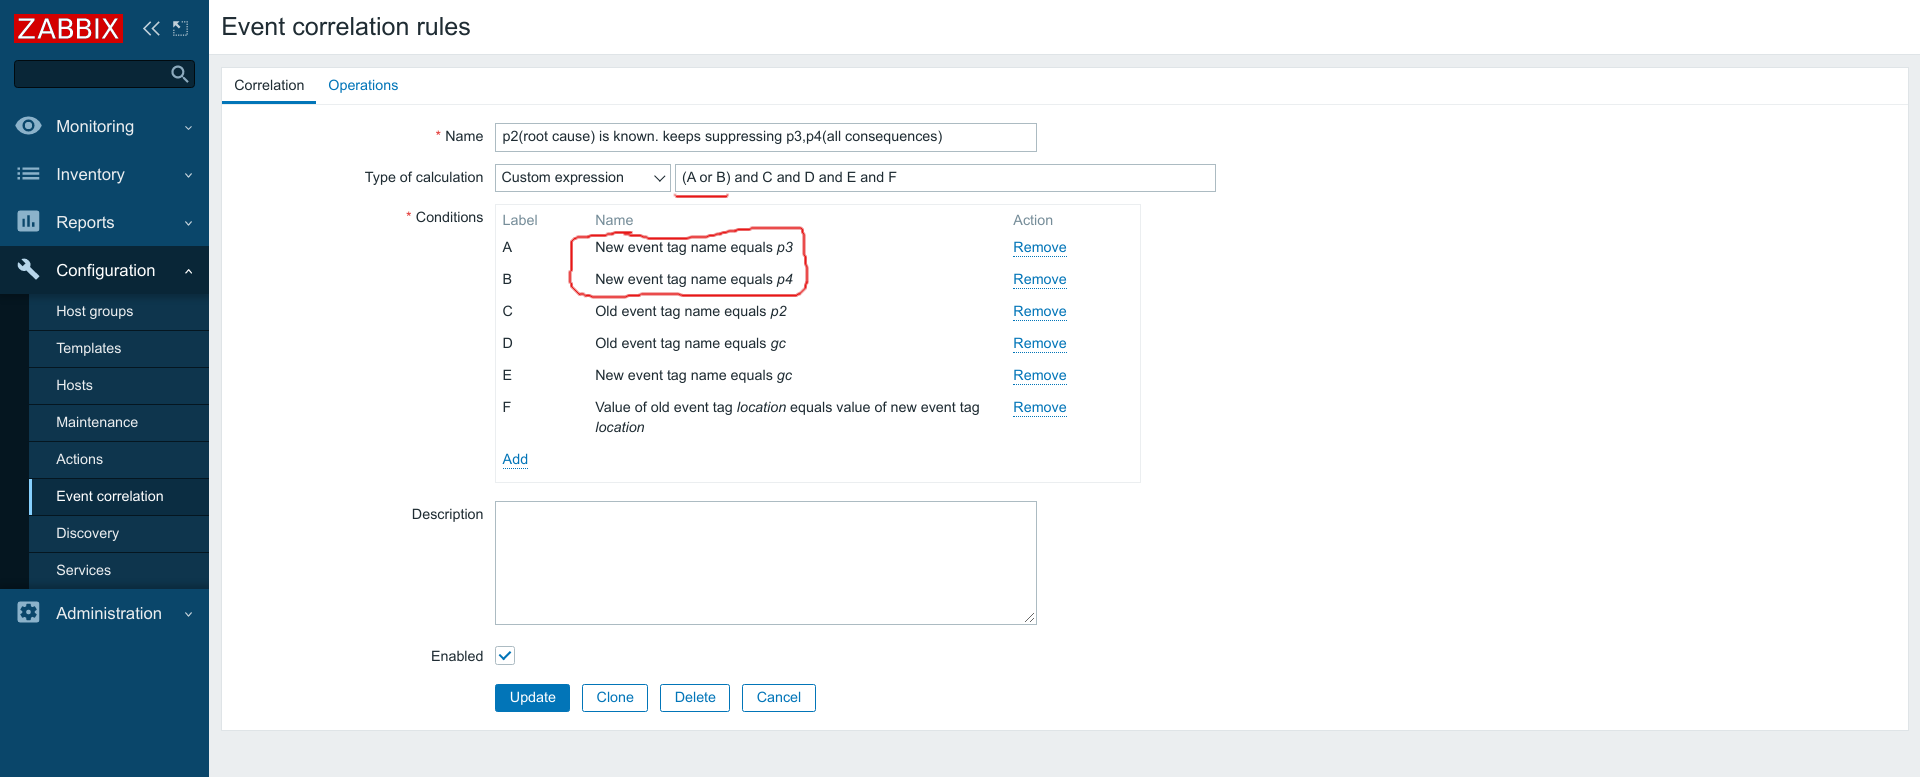 ZABBIX
Event correlation rules
Monitoring
Inventory
Reports
Configuration
Host groups
Templates
Hosts
Maintenance
Actions
Event correlation
Discovery
Services
Administration
Correlation Operations
* Name p2(root cause) is known. keeps suppressing p3,p4(all consequences)
Type of calculation Custom expression (A or B) and C and D and E and F
* Conditions Label Name Action
A New event tag name equals p3 Remove
B New event tag name equals p4 Remove
C Old event tag name equals p2 Remove
D Old event tag name equals gc Remove
E New event tag name equals gc Remove
F Value of old event tag location equals value of new event tag Remove
location
Add
Description
Enabled
Update Clone Delete Cancel